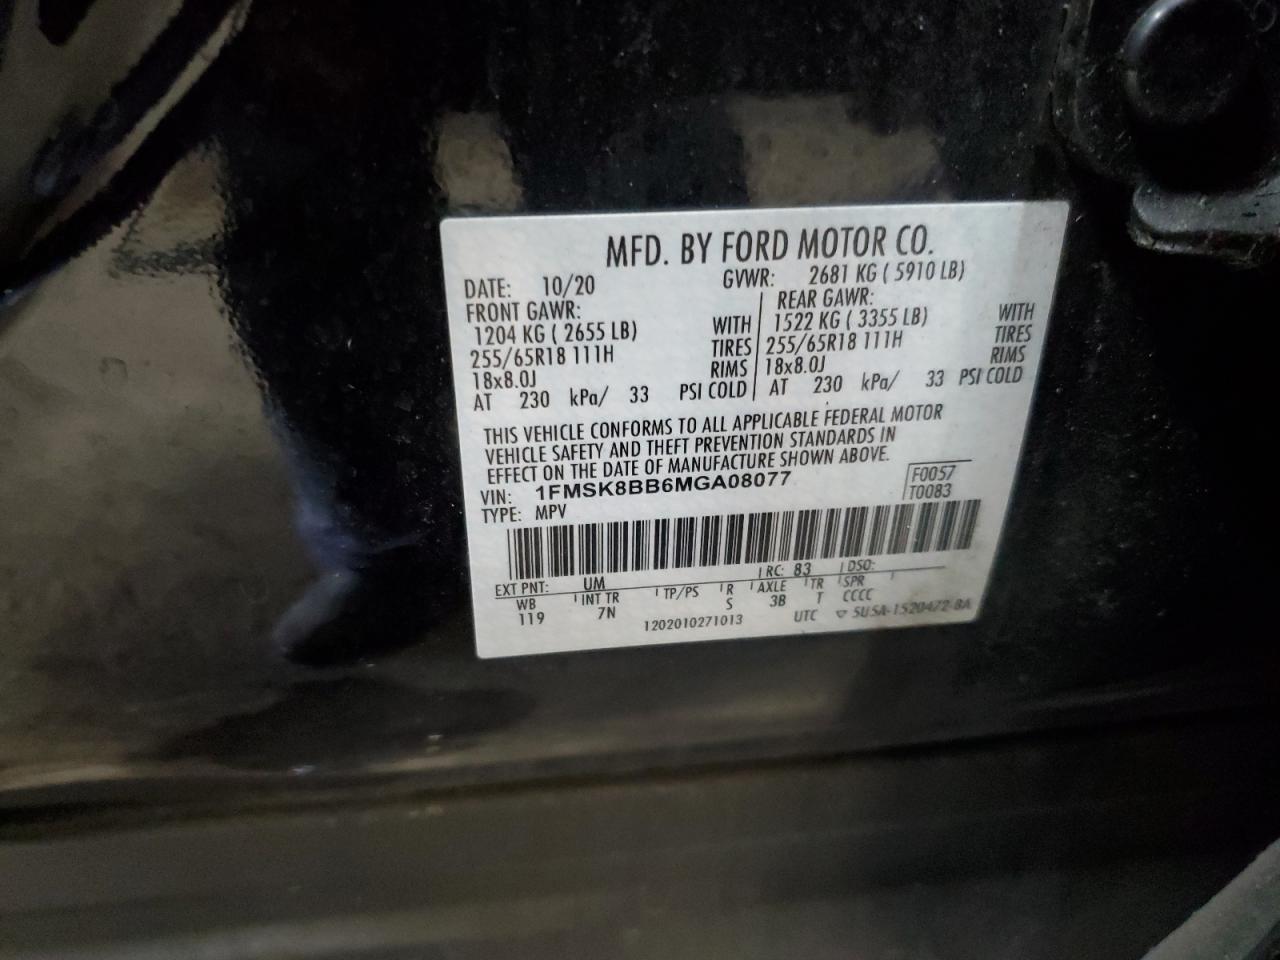 MFD. BY FORD MOTOR CO.
DATE: 10/20 GVWR: 2681 KG ( 5910 LB)
FRONT GAWR: REAR GAWR:
1204 KG ( 2655 LB) WITH 1522 KG ( 3355 LB) WITH
255/65R18 111H TIRES 255/65R18 111H TIRES
18x8.0J RIMS 18x8.0J RIMS
AT 230 kPa/ 33 PSI COLD AT 230 kPa/ 33 PSI COLD
THIS VEHICLE CONFORMS TO ALL APPLICABLE FEDERAL MOTOR
VEHICLE SAFETY AND THEFT PREVENTION STANDARDS IN
EFFECT ON THE DATE OF MANUFACTURE SHOWN ABOVE.
VIN: 1FMSK8BB6MGA08077 F0057
TYPE: MPV T0083
EXT PNT: UM RC: 83 DSO:
WB INT TR TP/PS R AXLE TR SPR
119 7N S 3B T CCCC
1202010271013 UTC ▽ 5U5A-1520472-BA